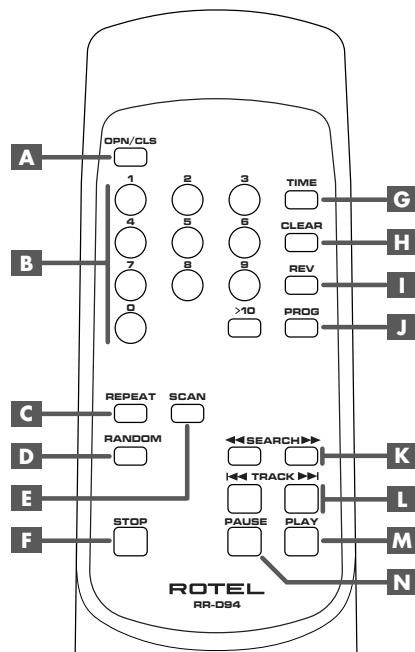 OPN/CLS
A
1 2 3 TIME
G
4 5 6 CLEAR
H
B
7 8 9 REV
I
0 >10 PROG
J
REPEAT SCAN
C
RANDOM ◀◀SEARCH▶▶
D
K
E
|◀◀ TRACK ▶▶|
L
STOP PAUSE PLAY
F
M
N
ROTEL
RR-D94